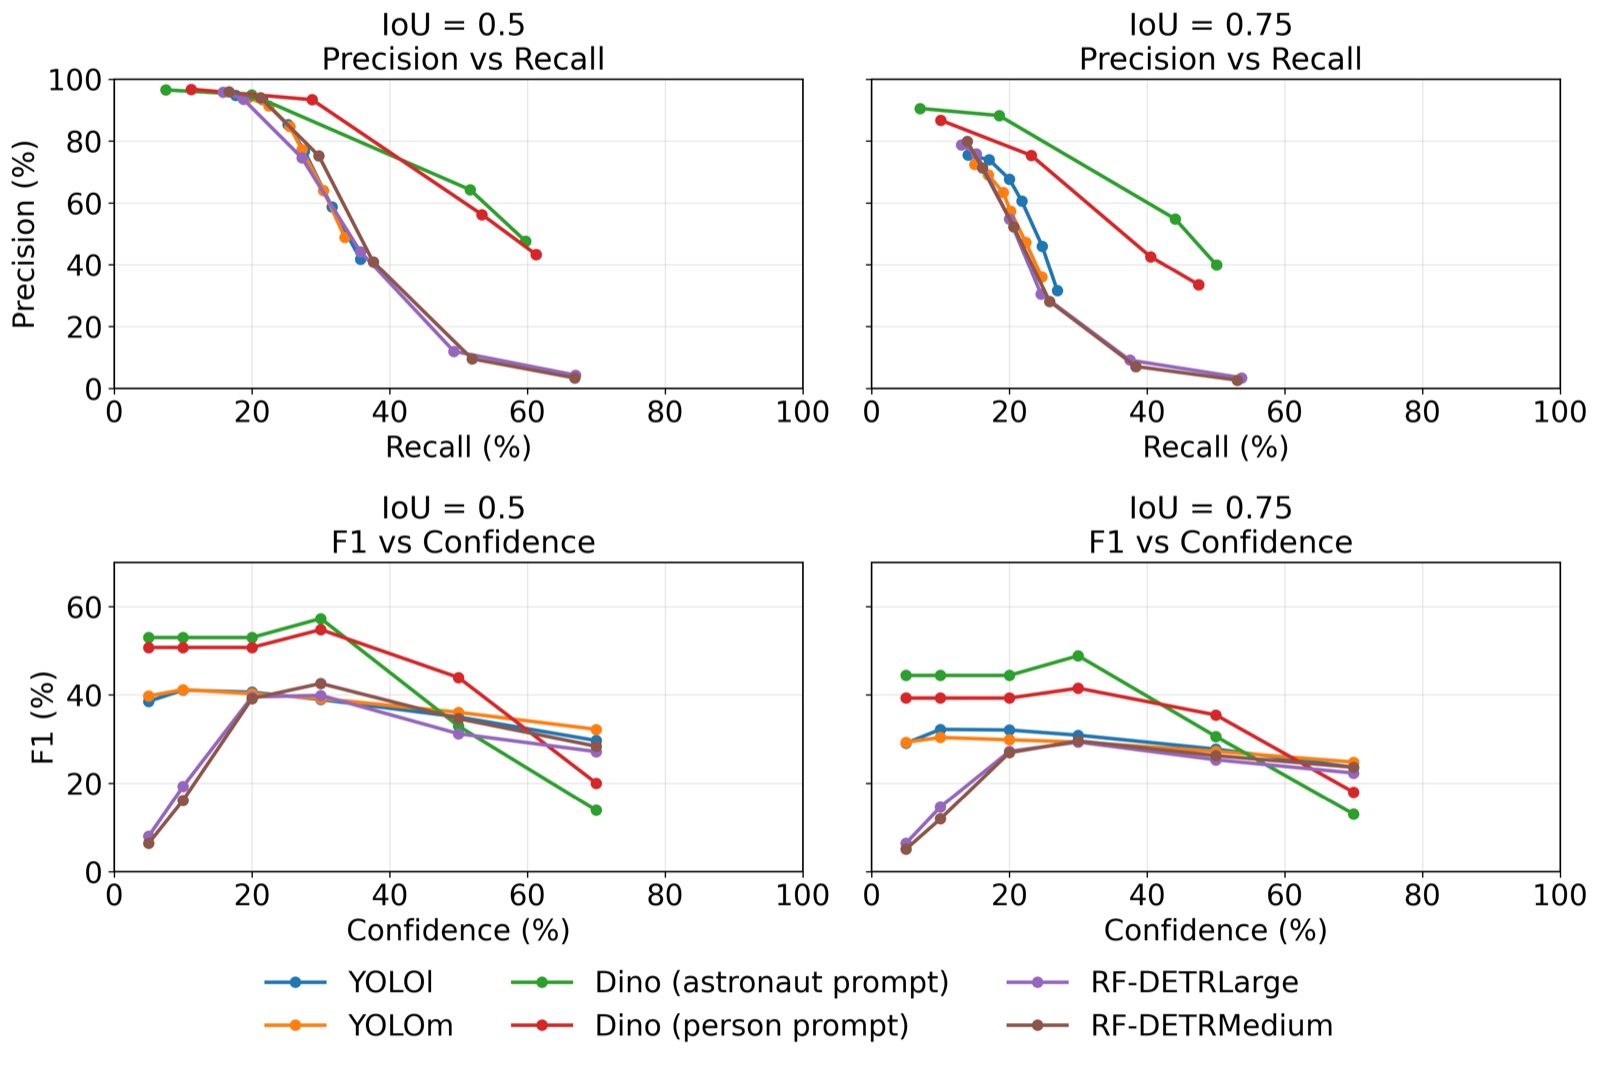 IoU = 0.5
Precision vs Recall
IoU = 0.75
Precision vs Recall
Precision (%)
100
80
60
40
20
0
0 20 40 60 80 100
Recall (%)
0 20 40 60 80 100
Recall (%)
IoU = 0.5
F1 vs Confidence
IoU = 0.75
F1 vs Confidence
F1 (%)
60
40
20
0
0 20 40 60 80 100
Confidence (%)
0 20 40 60 80 100
Confidence (%)
YOLOl
Dino (astronaut prompt)
RF-DETRLarge
YOLOm
Dino (person prompt)
RF-DETRMedium